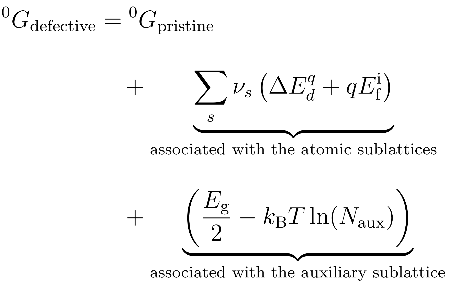 ⁰G_defective = ⁰G_pristine
+ ∑_s ν_s (ΔE_d^q + qE_f^i)
associated with the atomic sublattices
+ (E_g/2 − k_B T ln(N_aux))
associated with the auxiliary sublattice